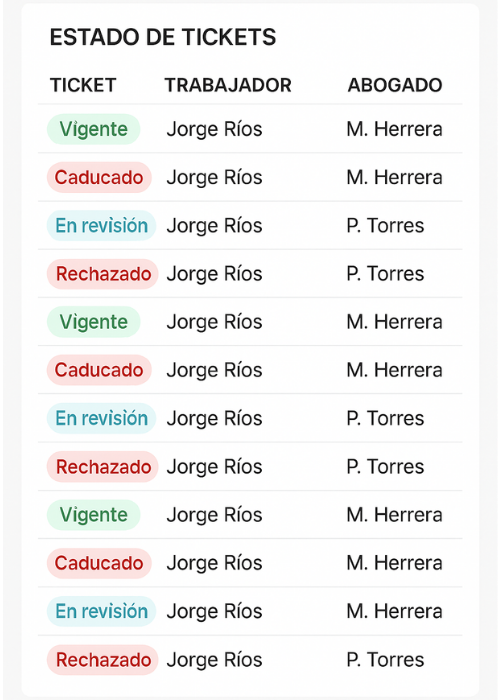 ESTADO DE TICKETS
TICKET TRABAJADOR ABOGADO
Vigente Jorge Ríos M. Herrera
Caducado Jorge Ríos M. Herrera
En revisión Jorge Ríos P. Torres
Rechazado Jorge Ríos P. Torres
Vigente Jorge Ríos M. Herrera
Caducado Jorge Ríos M. Herrera
En revisión Jorge Ríos P. Torres
Rechazado Jorge Ríos P. Torres
Vigente Jorge Ríos M. Herrera
Caducado Jorge Ríos M. Herrera
En revisión Jorge Ríos M. Herrera
Rechazado Jorge Ríos P. Torres